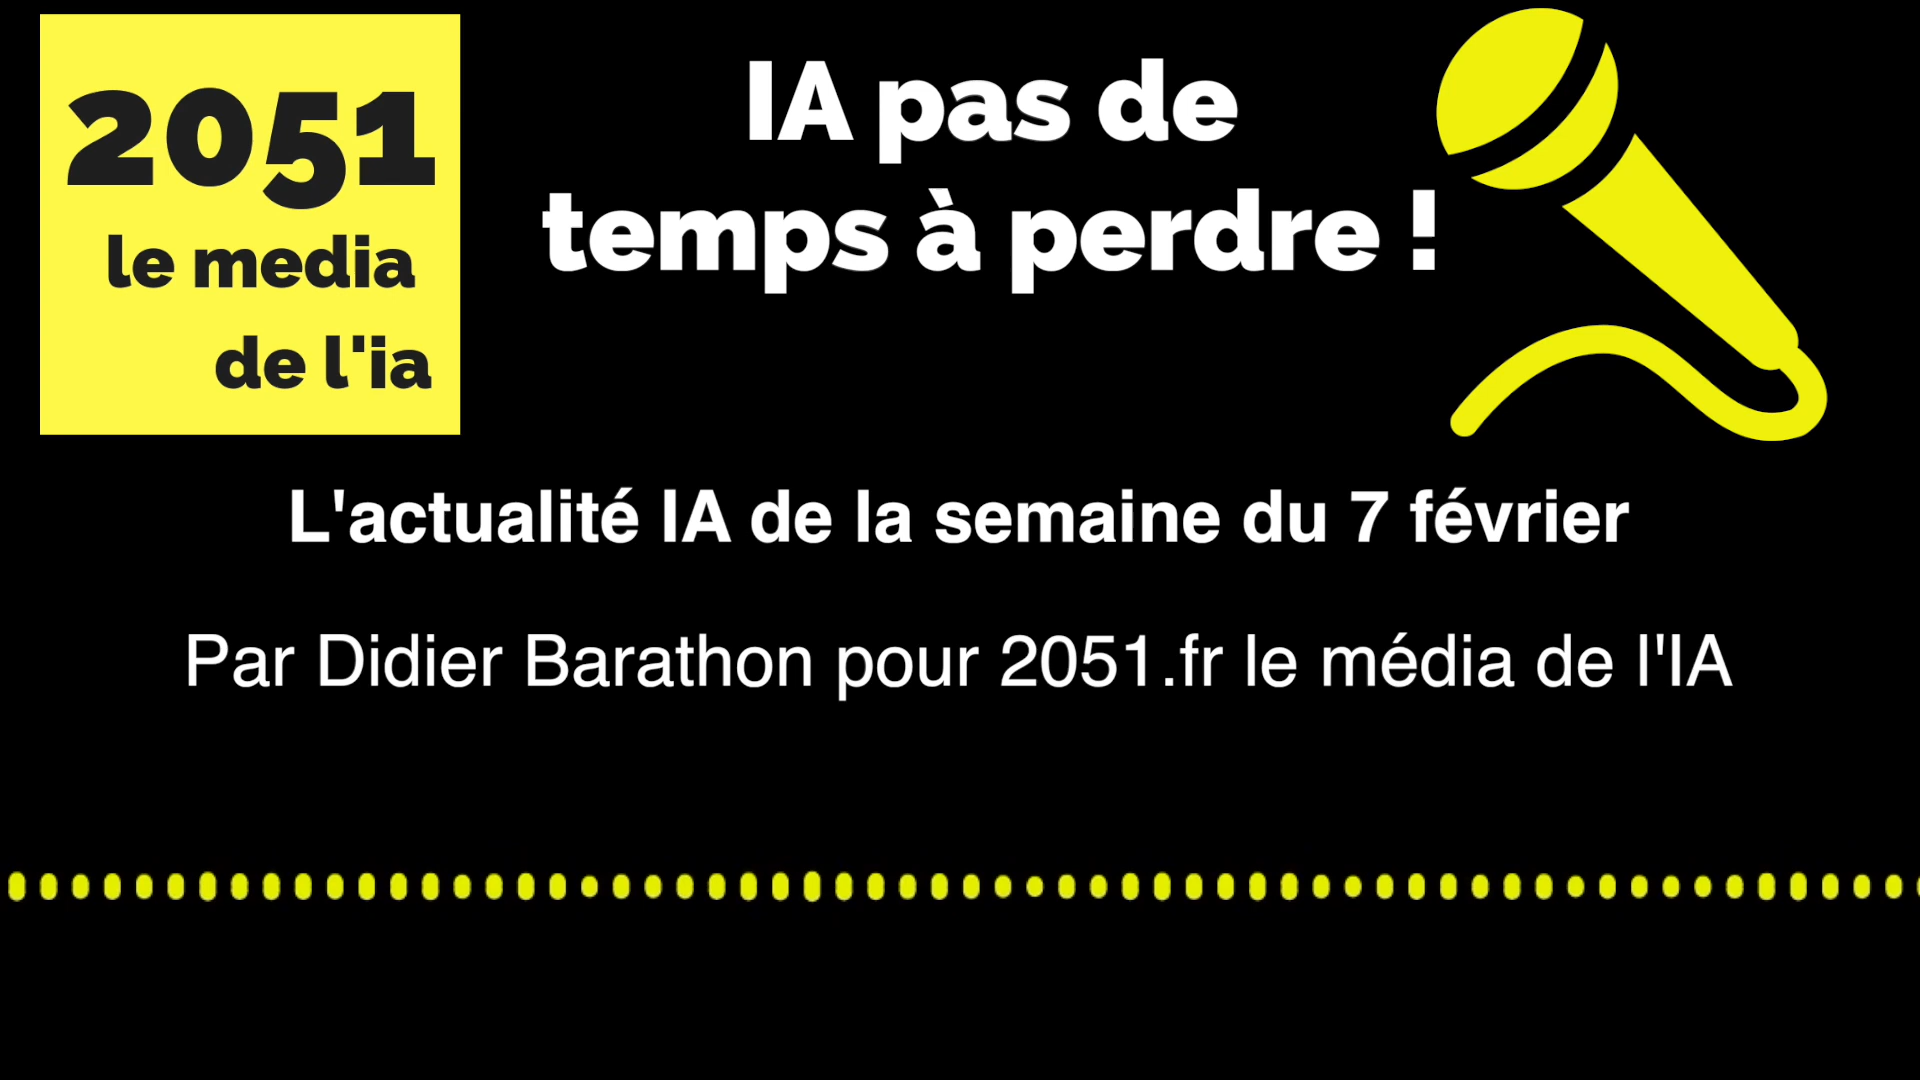 2051
le media
de l'ia
IA pas de
temps à perdre !
L'actualité IA de la semaine du 7 février
Par Didier Barathon pour 2051.fr le média de l'IA